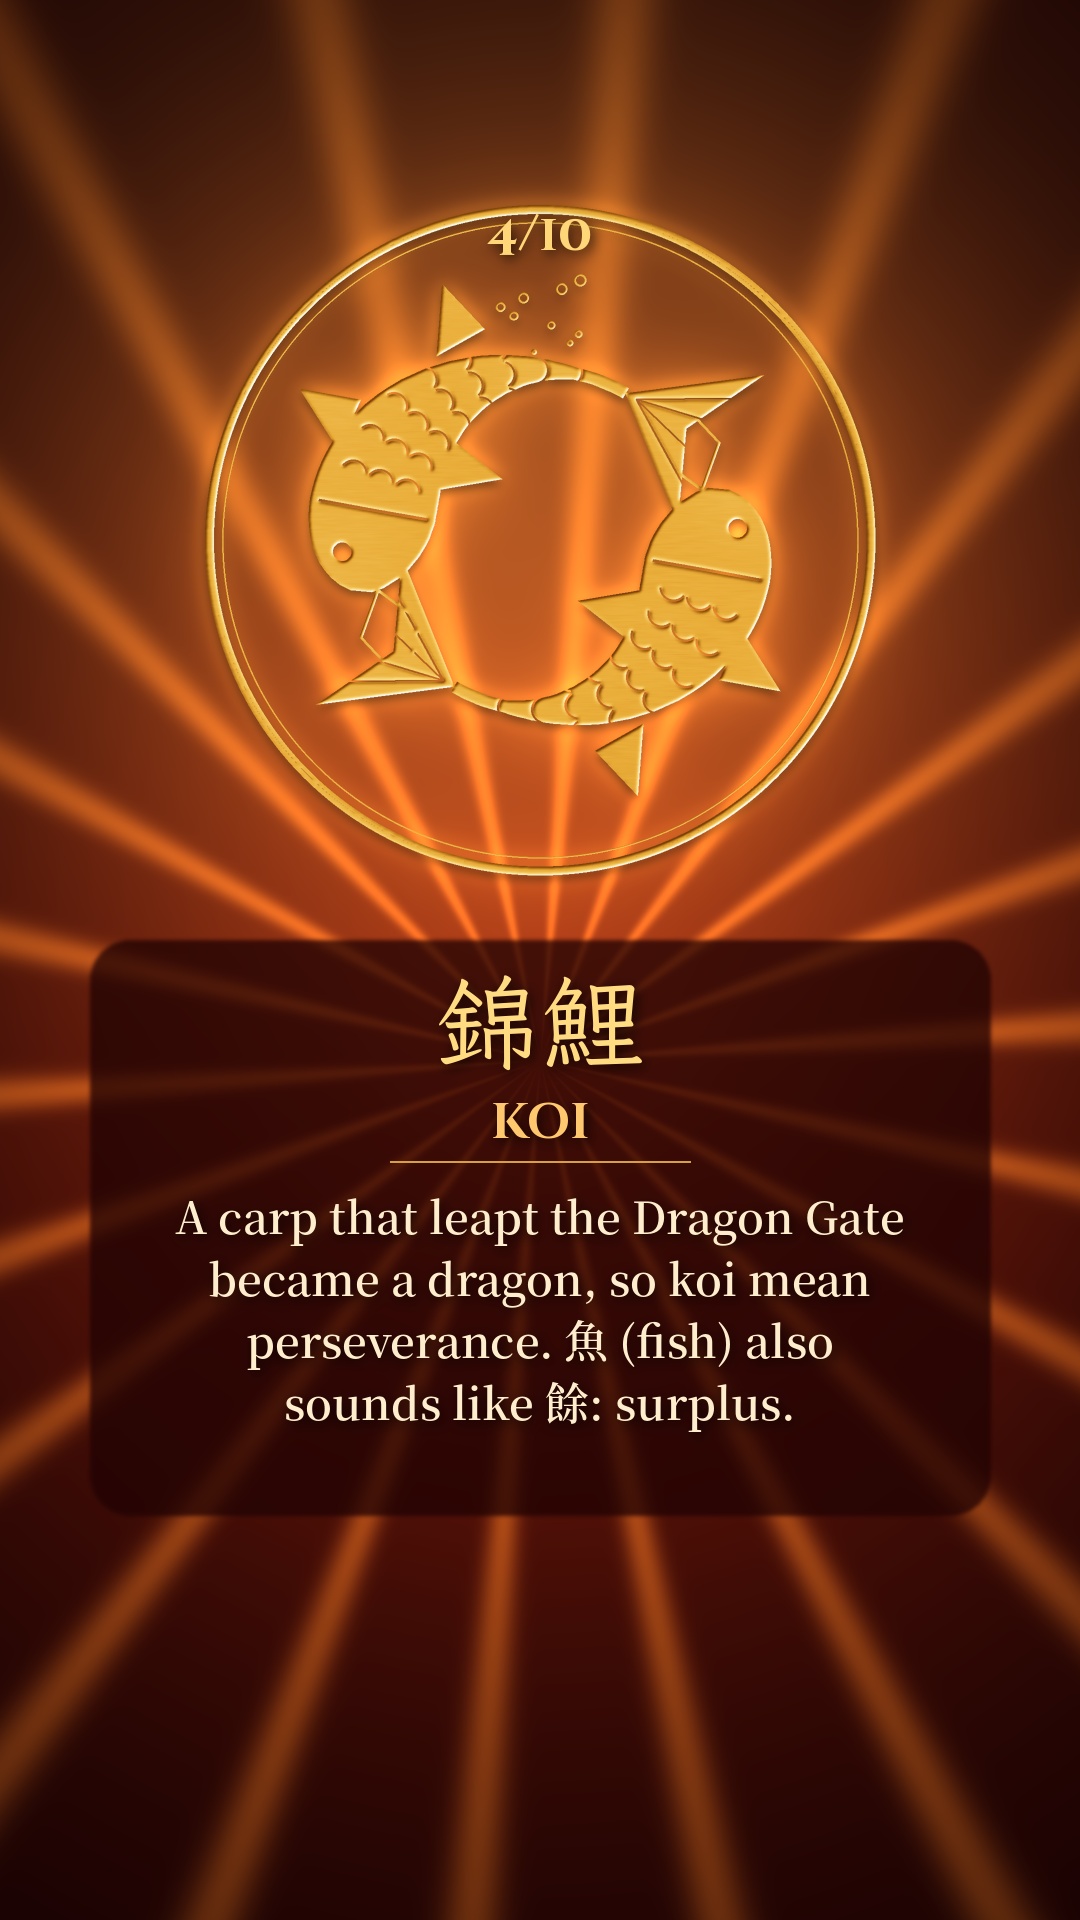 4/10
錦鯉
KOI
A carp that leapt the Dragon Gate
became a dragon, so koi mean
perseverance. 魚 (fish) also
sounds like 餘: surplus.